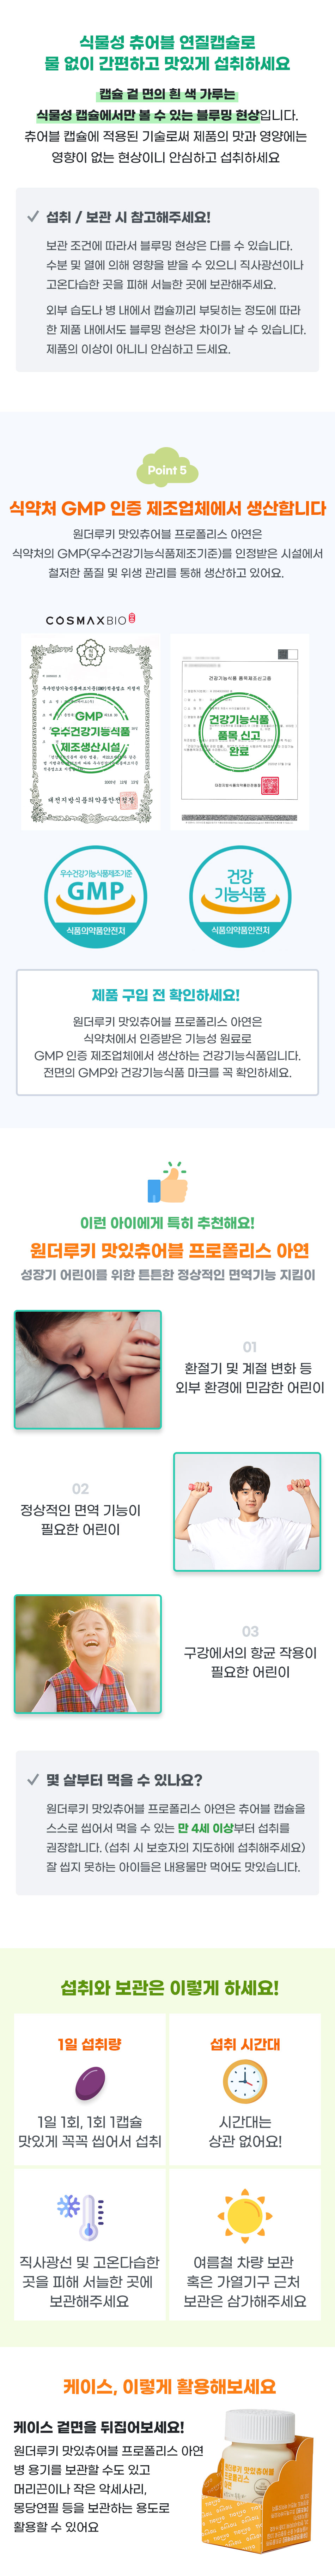 식물성 츄어블 연질캡슐로
물 없이 간편하고 맛있게 섭취하세요
캡슐 겉 면의 흰 색 가루는
식물성 캡슐에서만 볼 수 있는 블루밍 현상입니다.
츄어블 캡슐에 적용된 기술로써 제품의 맛과 영양에는
영향이 없는 현상이니 안심하고 섭취하세요
섭취 / 보관 시 참고해주세요!
보관 조건에 따라서 블루밍 현상은 다를 수 있습니다.
수분 및 열에 의해 영향을 받을 수 있으니 직사광선이나
고온다습한 곳을 피해 서늘한 곳에 보관해주세요.
외부 습도나 병 내에서 캡슐끼리 부딪히는 정도에 따라
한 제품 내에서도 블루밍 현상은 차이가 날 수 있습니다.
제품의 이상이 아니니 안심하고 드세요.
Point 5
식약처 GMP 인증 제조업체에서 생산합니다
원더루키 맛있츄어블 프로폴리스 아연은
식약처의 GMP(우수건강기능식품제조기준)를 인정받은 시설에서
철저한 품질 및 위생 관리를 통해 생산하고 있어요.
COSMAXBIO
GMP
우수건강기능식품
제조생산시설
대전지방식품의약품안전청장
건강기능식품 품목제조신고증
건강기능식품
품목 신고
완료
우수건강기능식품제조기준
GMP
식품의약품안전처
건강
기능식품
식품의약품안전처
제품 구입 전 확인하세요!
원더루키 맛있츄어블 프로폴리스 아연은
식약처에서 인증받은 기능성 원료로
GMP 인증 제조업체에서 생산하는 건강기능식품입니다.
전면의 GMP와 건강기능식품 마크를 꼭 확인하세요.
이런 아이에게 특히 추천해요!
원더루키 맛있츄어블 프로폴리스 아연
성장기 어린이를 위한 튼튼한 정상적인 면역기능 지킴이
01
환절기 및 계절 변화 등
외부 환경에 민감한 어린이
02
정상적인 면역 기능이
필요한 어린이
03
구강에서의 항균 작용이
필요한 어린이
몇 살부터 먹을 수 있나요?
원더루키 맛있츄어블 프로폴리스 아연은 츄어블 캡슐을
스스로 씹어서 먹을 수 있는 만 4세 이상부터 섭취를
권장합니다. (섭취 시 보호자의 지도하에 섭취해주세요)
잘 씹지 못하는 아이들은 내용물만 먹어도 맛있습니다.
섭취와 보관은 이렇게 하세요!
1일 섭취량
1일 1회, 1회 1캡슐
맛있게 꼭꼭 씹어서 섭취
섭취 시간대
시간대는
상관 없어요!
직사광선 및 고온다습한
곳을 피해 서늘한 곳에
보관해주세요
여름철 차량 보관
혹은 가열기구 근처
보관은 삼가해주세요
케이스, 이렇게 활용해보세요
케이스 겉면을 뒤집어보세요!
원더루키 맛있츄어블 프로폴리스 아연
병 용기를 보관할 수도 있고
머리끈이나 작은 악세사리,
몽당연필 등을 보관하는 용도로
활용할 수 있어요
원더루키 맛있츄어블
프로폴리스
아연